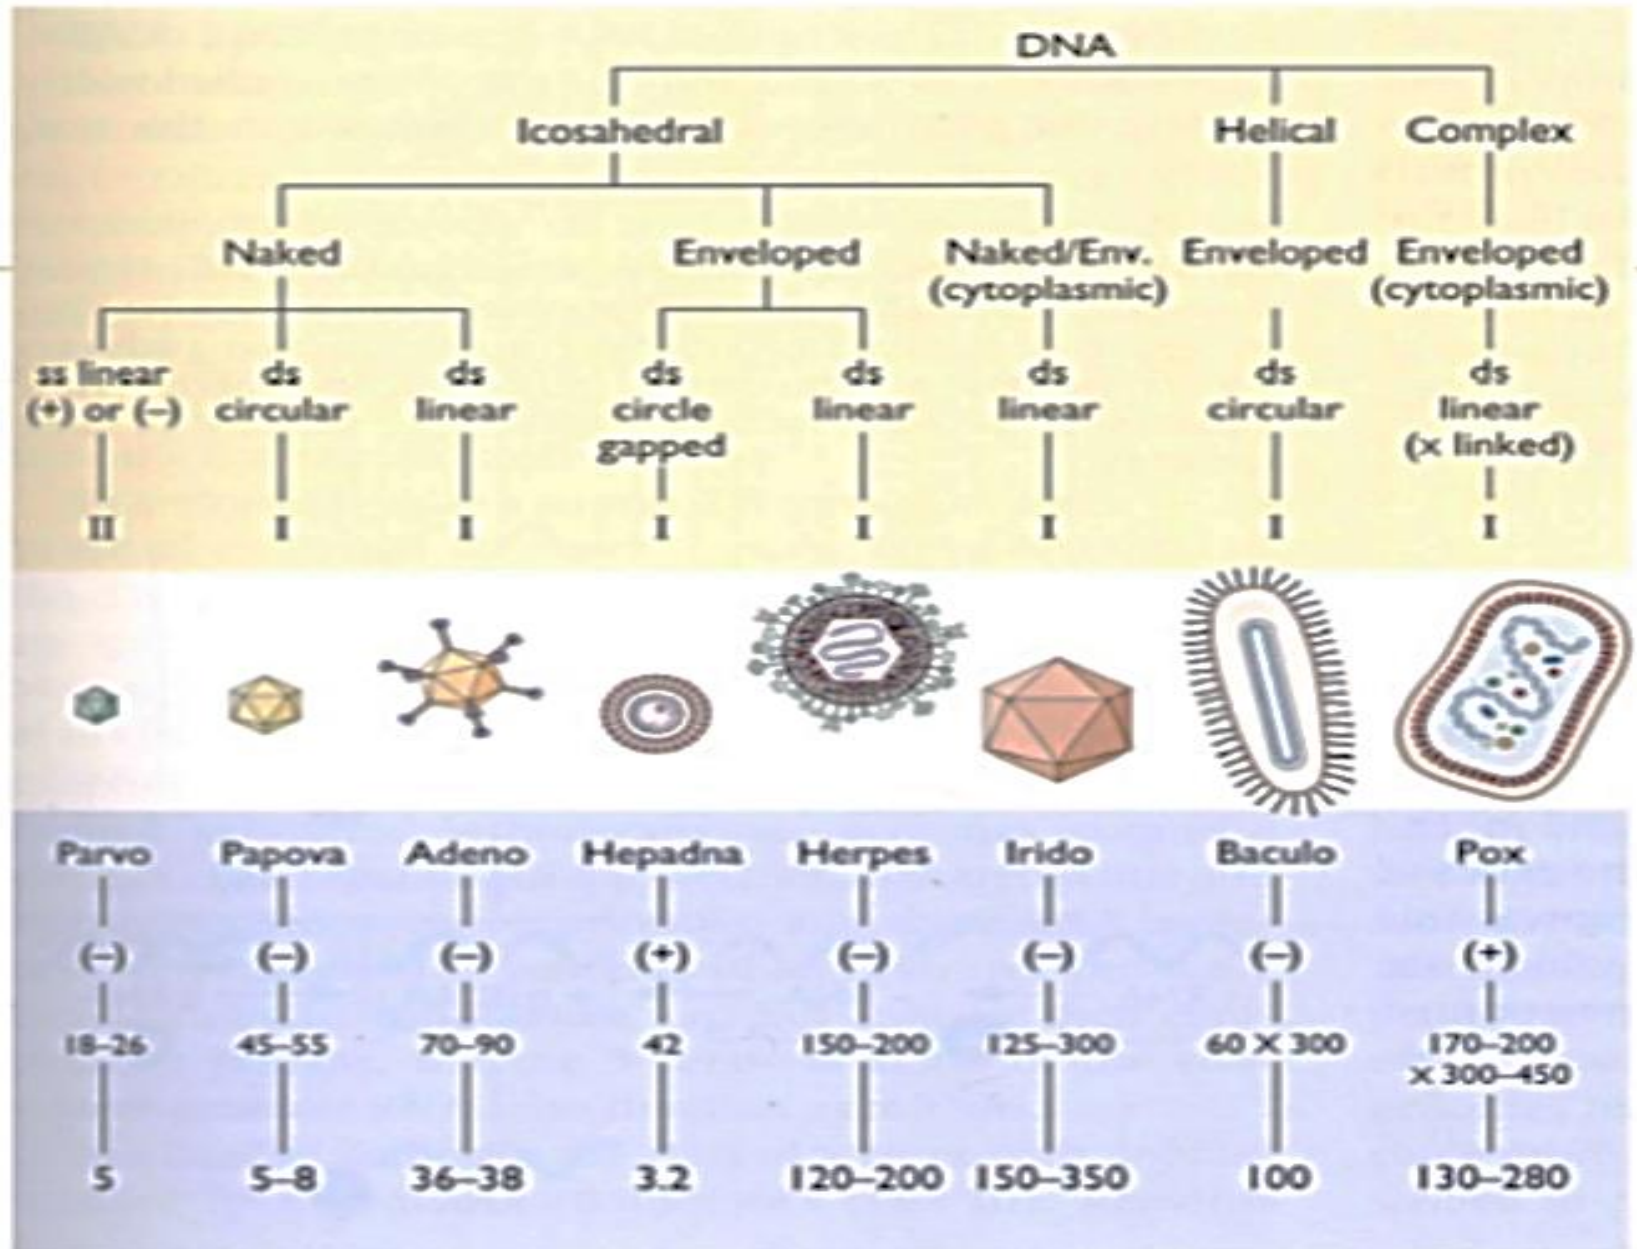 DNA
Icosahedral Helical Complex
Naked Enveloped Naked/Env. Enveloped Enveloped
(cytoplasmic) (cytoplasmic)
ss linear ds ds ds ds ds ds ds
(+) or (–) circular linear circle linear linear circular linear
gapped (x linked)
II I I I I I I I
Parvo Papova Adeno Hepadna Herpes Irido Baculo Pox
(–) (–) (–) (+) (–) (–) (–) (+)
18–26 45–55 70–90 42 150–200 125–300 60 X 300 170–200
X 300–450
5 5–8 36–38 3.2 120–200 150–350 100 130–280